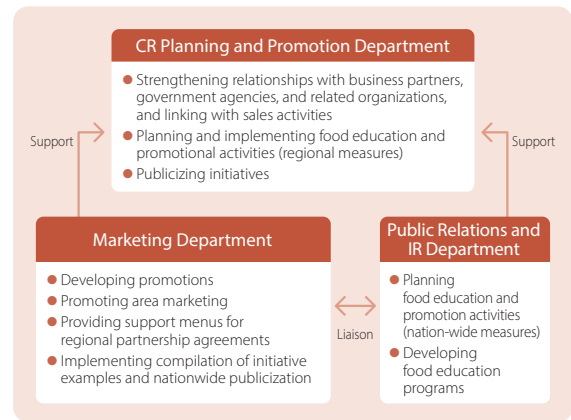 CR Planning and Promotion Department
● Strengthening relationships with business partners,
government agencies, and related organizations,
and linking with sales activities
● Planning and implementing food education and
promotional activities (regional measures)
● Publicizing initiatives
Support
Support
Marketing Department
● Developing promotions
● Promoting area marketing
● Providing support menus for
regional partnership agreements
● Implementing compilation of initiative
examples and nationwide publicization
Liaison
Public Relations and
IR Department
● Planning
food education and
promotion activities
(nation-wide measures)
● Developing
food education
programs